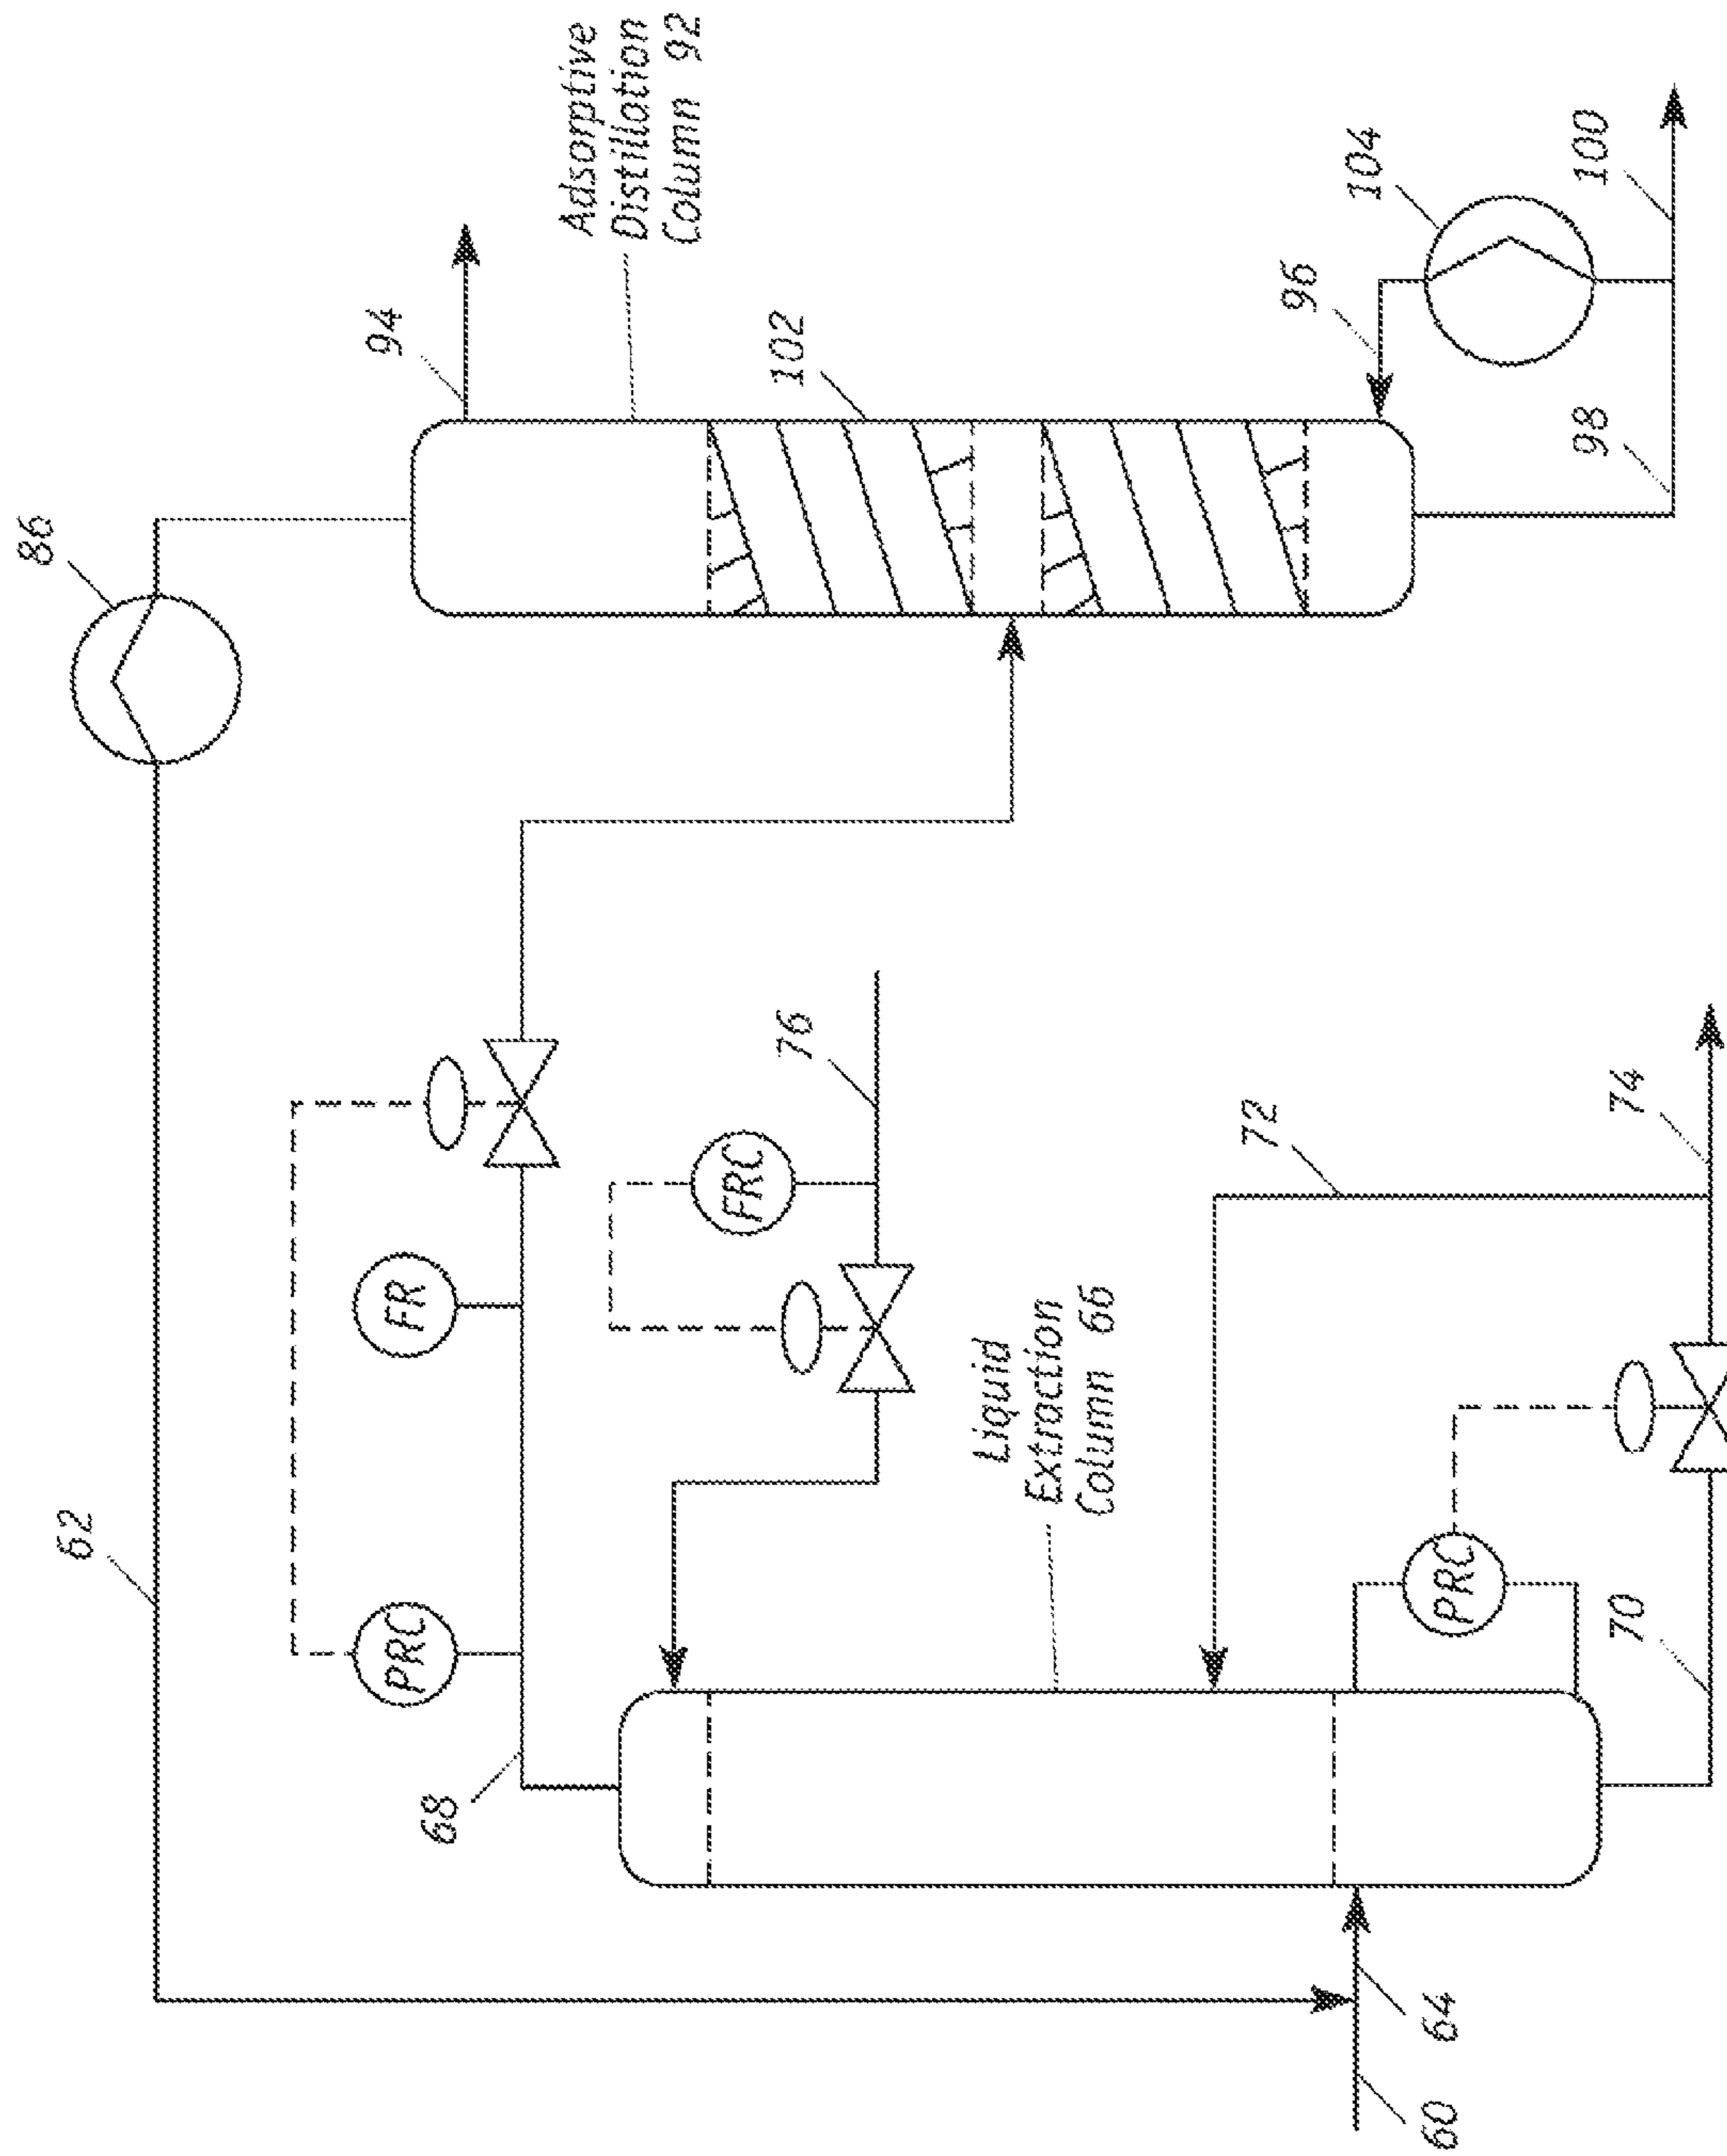 86
62
94
Adsorptive
Distillation
Column 92
PRC
FR
68
102
FRC
76
Liquid
Extraction
Column 66
96
104
72
98
100
PRC
70
74
60
64